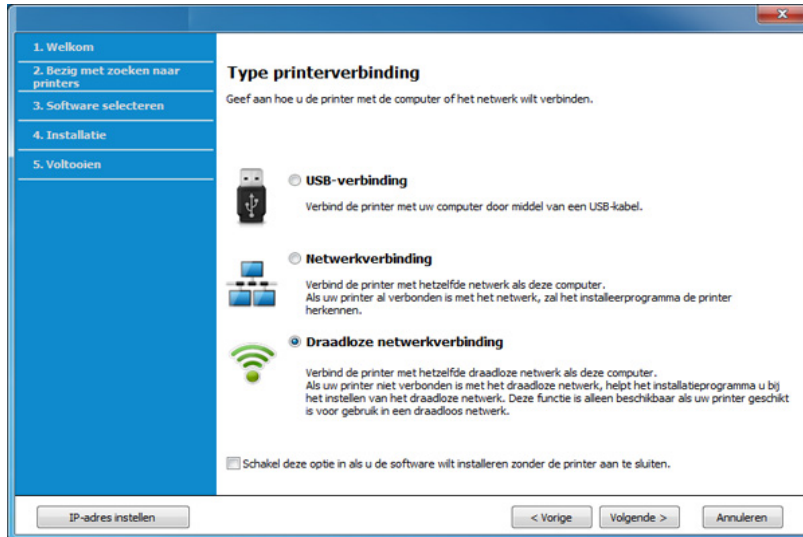 1. Welkom
2. Bezig met zoeken naar
printers
3. Software selecteren
4. Installatie
5. Voltooien
Type printerverbinding
Geef aan hoe u de printer met de computer of het netwerk wilt verbinden.
USB-verbinding
Verbind de printer met uw computer door middel van een USB-kabel.
Netwerkverbinding
Verbind de printer met hetzelfde netwerk als deze computer.
Als uw printer al verbonden is met het netwerk, zal het installeerprogramma de printer
herkennen.
Draadloze netwerkverbinding
Verbind de printer met hetzelfde draadloze netwerk als deze computer.
Als uw printer niet verbonden is met het draadloze netwerk, helpt het installatieprogramma u bij
het instellen van het draadloze netwerk. Deze functie is alleen beschikbaar als uw printer geschikt
is voor gebruik in een draadloos netwerk.
Schakel deze optie in als u de software wilt installeren zonder de printer aan te sluiten.
IP-adres instellen
< Vorige
Volgende >
Annuleren